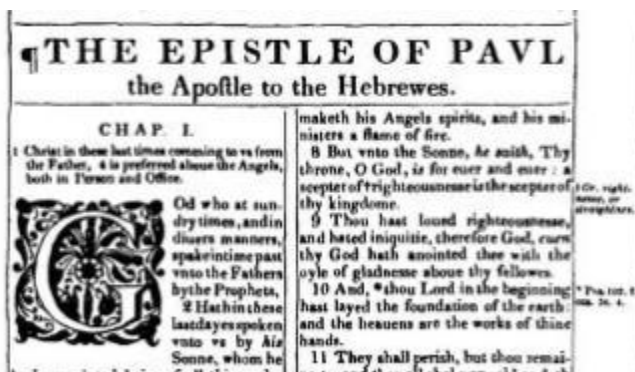 ¶THE EPISTLE OF PAVL
the Apoſtle to the Hebrewes.
CHAP. I.
1 Christ in these last times comming to vs from
the Father, 4 is preferred aboue the Angels,
both in Person and Office.
GOd who at sun-
dry times, and in
diuers manners,
spake in time past
vnto the Fathers
by the Prophets,
2 Hath in these
last dayes spoken
vnto vs by his
Sonne, whom he
maketh his Angels spirits, and his mi-
nisters a flame of fire.
8 But vnto the Sonne, he saith, Thy
throne, O God, is for euer and euer : a
scepter of †righteousnesse is the scepter of
thy kingdome.
9 Thou hast loued righteousnesse,
and hated iniquitie, therefore God, euen
thy God hath anointed thee with the
oyle of gladnesse aboue thy fellowes.
10 And, *thou Lord in the beginning
hast layed the foundation of the earth:
and the heauens are the works of thine
hands.
11 They shall perish, but thou remai-
† Gr. right-
nesse, or
straightnes.